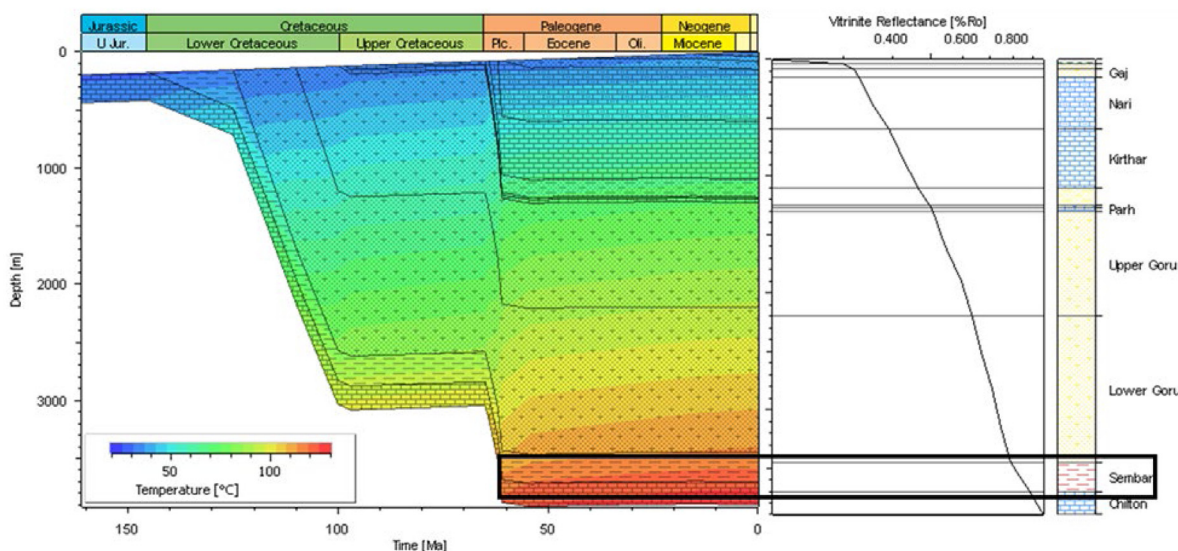 Jurassic Cretaceous Paleogene Neogene
U Jur. Lower Cretaceous Upper Cretaceous Plc. Eocene Oli. Miocene
Vitrinite Reflectance [%Ro]
0.400 0.600 0.800
0
1000
2000
3000
Depth [m]
50 100
Temperature [°C]
150 100 50 0
Time [Ma]
Gaj
Nari
Kirthar
Parh
Upper Goru
Lower Goru
Sembar
Chilton